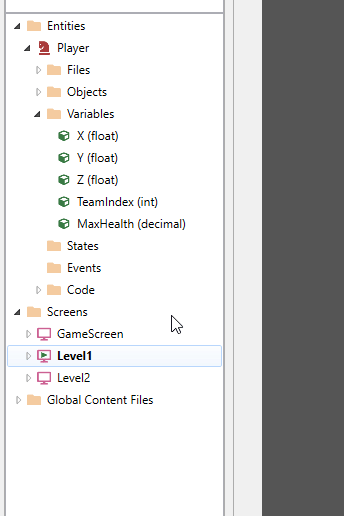 Entities
Player
Files
Objects
Variables
X (float)
Y (float)
Z (float)
TeamIndex (int)
MaxHealth (decimal)
States
Events
Code
Screens
GameScreen
Level1
Level2
Global Content Files